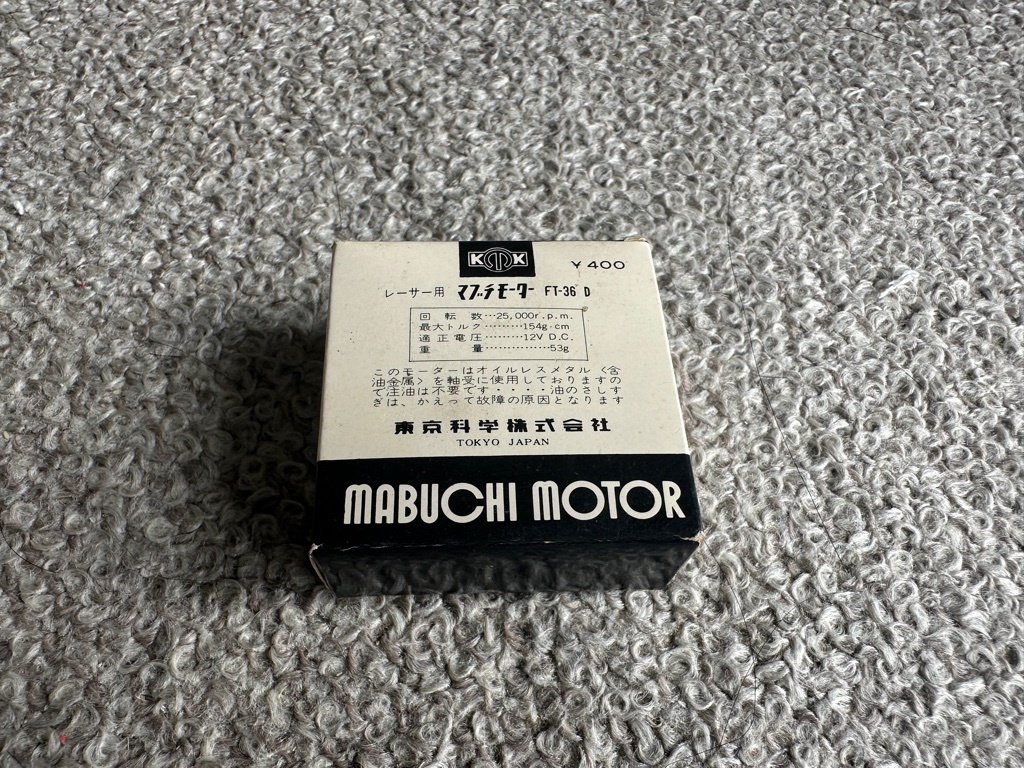 K M K
¥400
レーサー用 マブチモーター FT-36 D
回転数…25,000r.p.m.
最大トルク………154g-cm
適正電圧………12V D.C.
重量……………53g
このモーターはオイルレスメタル〈含
油金属〉を軸受に使用しておりますの
で注油は不要です・・・・油のさしす
ぎは、かえって故障の原因となります
東京科学株式会社
TOKYO JAPAN
MABUCHI MOTOR